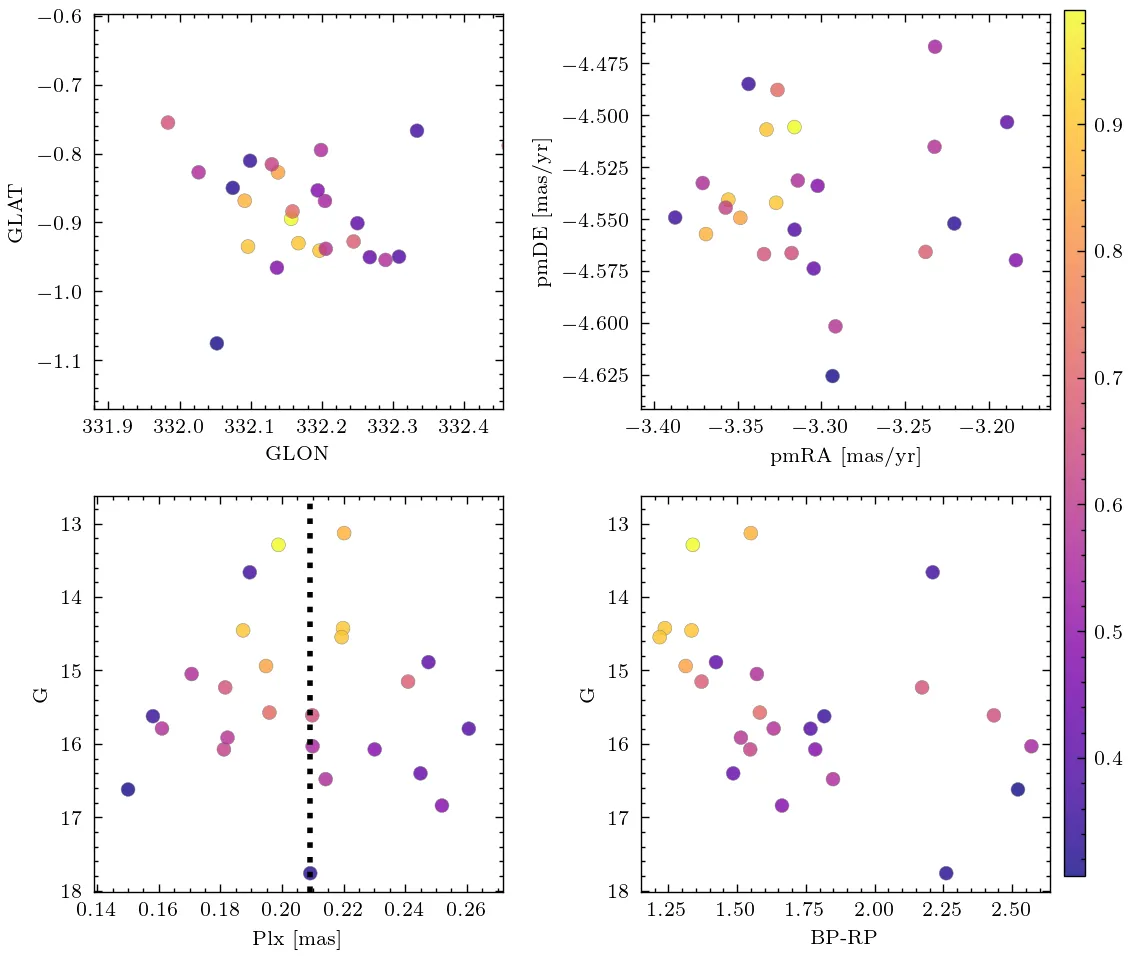 −0.6
−0.7
−0.8
−0.9
−1.0
−1.1
GLAT
331.9 332.0 332.1 332.2 332.3 332.4
GLON
−4.475
−4.500
−4.525
−4.550
−4.575
−4.600
−4.625
pmDE [mas/yr]
−3.40 −3.35 −3.30 −3.25 −3.20
pmRA [mas/yr]
0.9
0.8
0.7
0.6
0.5
0.4
13
14
15
16
17
18
G
0.14 0.16 0.18 0.20 0.22 0.24 0.26
Plx [mas]
13
14
15
16
17
18
G
1.25 1.50 1.75 2.00 2.25 2.50
BP-RP